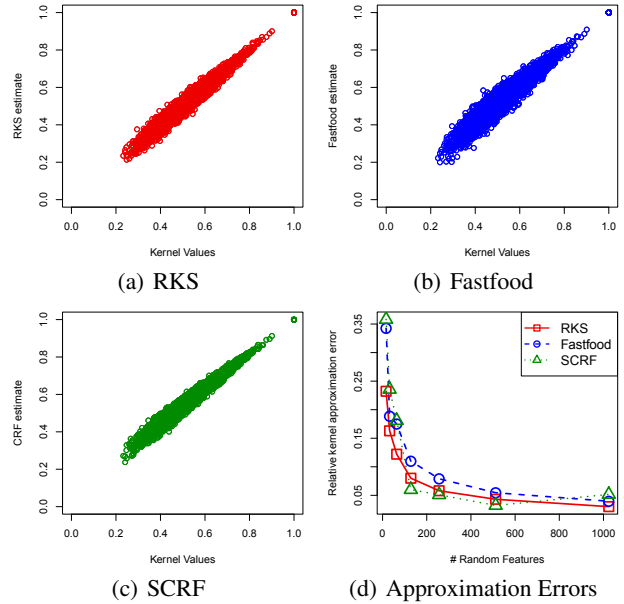 0.0 0.2 0.4 0.6 0.8 1.0
RKS estimate
0.0 0.2 0.4 0.6 0.8 1.0
Kernel Values
(a) RKS
0.0 0.2 0.4 0.6 0.8 1.0
Fastfood estimate
0.0 0.2 0.4 0.6 0.8 1.0
Kernel Values
(b) Fastfood
0.0 0.2 0.4 0.6 0.8 1.0
CRF estimate
0.0 0.2 0.4 0.6 0.8 1.0
Kernel Values
(c) SCRF
0.05 0.15 0.25 0.35
Relative kernel approximation error
RKS
Fastfood
SCRF
0 200 400 600 800 1000
# Random Features
(d) Approximation Errors